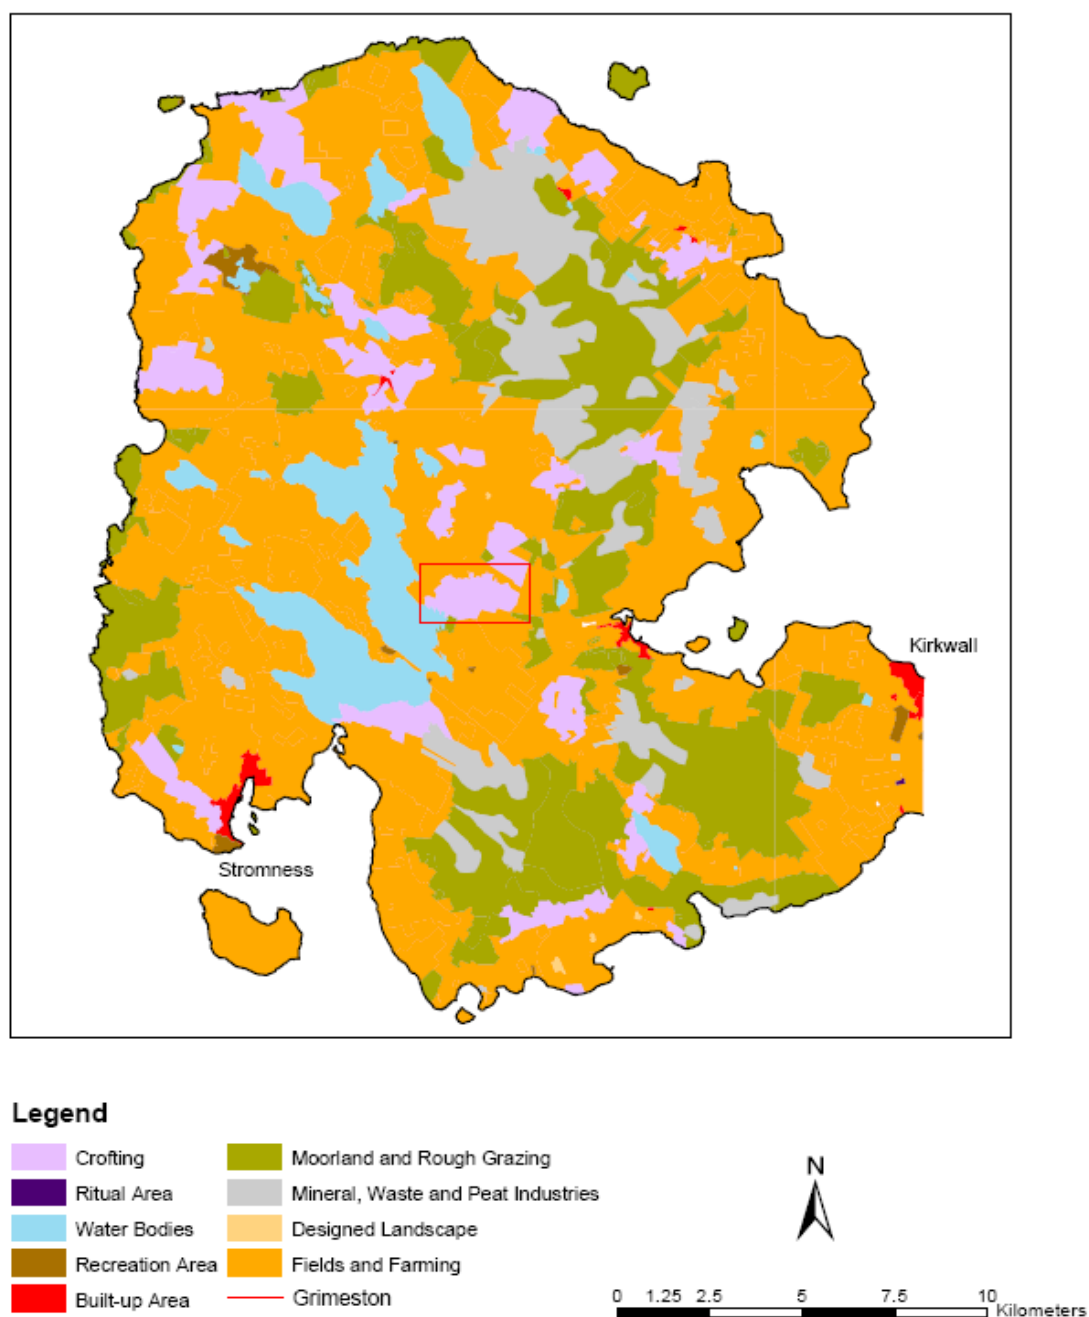 Kirkwall
Stromness
Legend
Crofting
Moorland and Rough Grazing
Ritual Area
Mineral, Waste and Peat Industries
Water Bodies
Designed Landscape
Recreation Area
Fields and Farming
Built-up Area
Grimeston
N
0 1.25 2.5 5 7.5 10
Kilometers